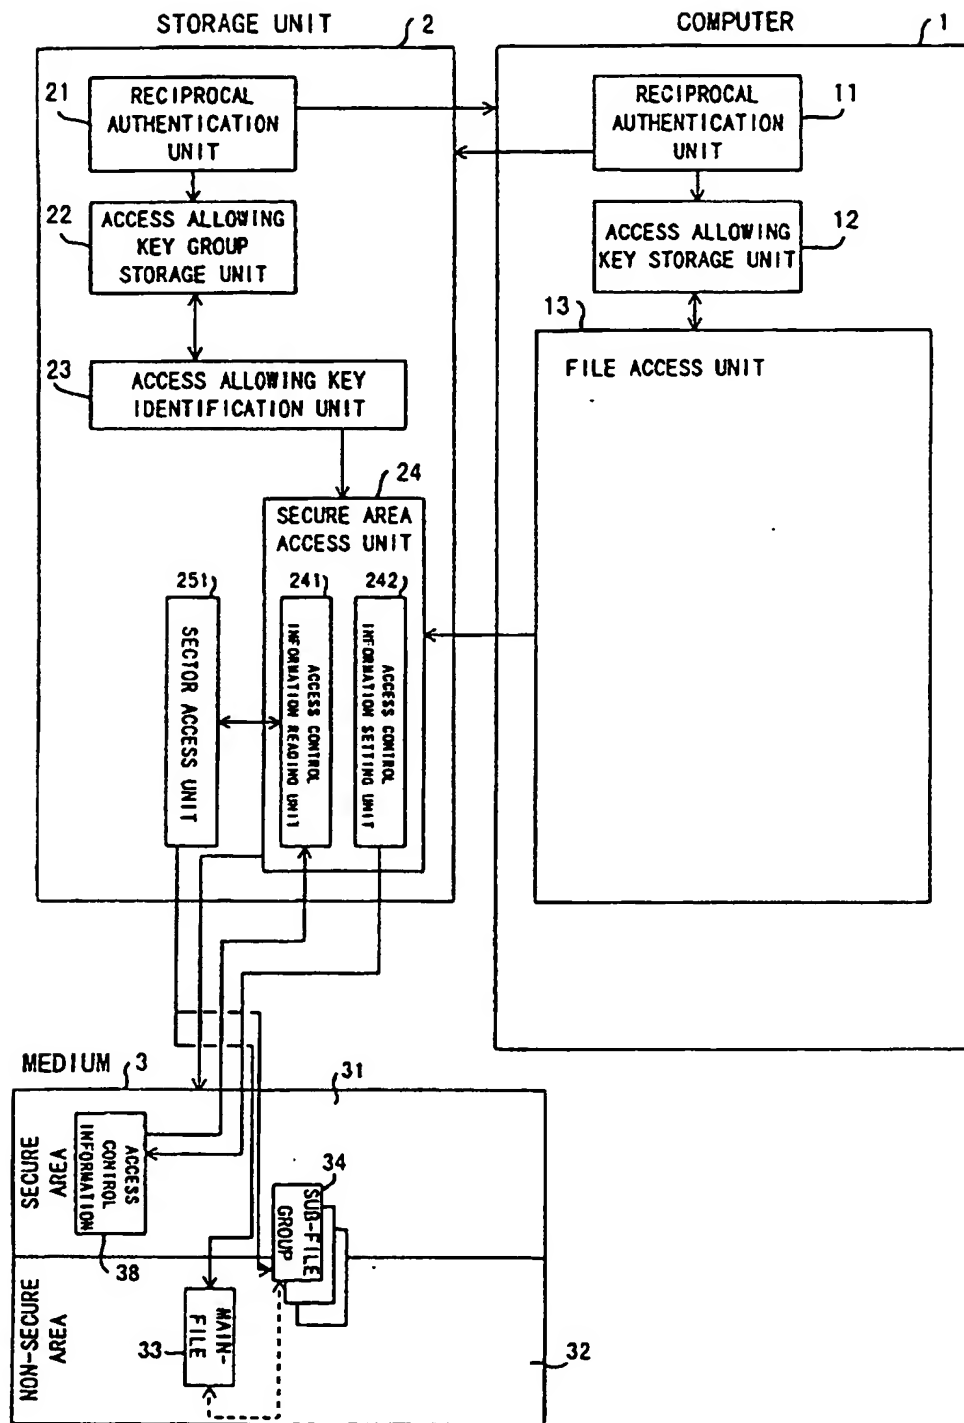 STORAGE UNIT
2
COMPUTER
1
21
RECIPROCAL
AUTHENTICATION
UNIT
RECIPROCAL
AUTHENTICATION
UNIT
11
22
ACCESS ALLOWING
KEY GROUP
STORAGE UNIT
ACCESS ALLOWING
KEY STORAGE UNIT
12
13
FILE ACCESS UNIT
23
ACCESS ALLOWING KEY
IDENTIFICATION UNIT
24
SECURE AREA
ACCESS UNIT
251
241
242
SECTOR ACCESS UNIT
ACCESS CONTROL
INFORMATION READING UNIT
ACCESS CONTROL
INFORMATION SETTING UNIT
MEDIUM
3
31
SECURE
AREA
ACCESS
CONTROL
INFORMATION
38
34
SUB-FILE
GROUP
NON-SECURE
AREA
33
MAIN-
FILE
32